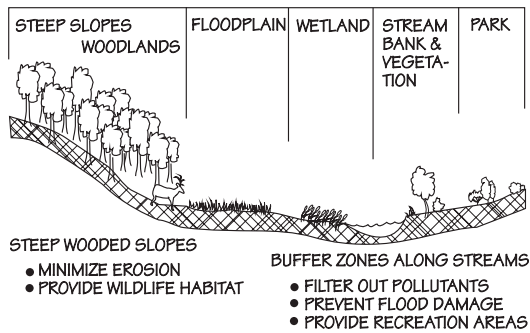 STEEP SLOPES
WOODLANDS
FLOODPLAIN
WETLAND
STREAM
BANK &
VEGETA-
TION
PARK
STEEP WOODED SLOPES
● MINIMIZE EROSION
● PROVIDE WILDLIFE HABITAT
BUFFER ZONES ALONG STREAMS
● FILTER OUT POLLUTANTS
● PREVENT FLOOD DAMAGE
● PROVIDE RECREATION AREAS